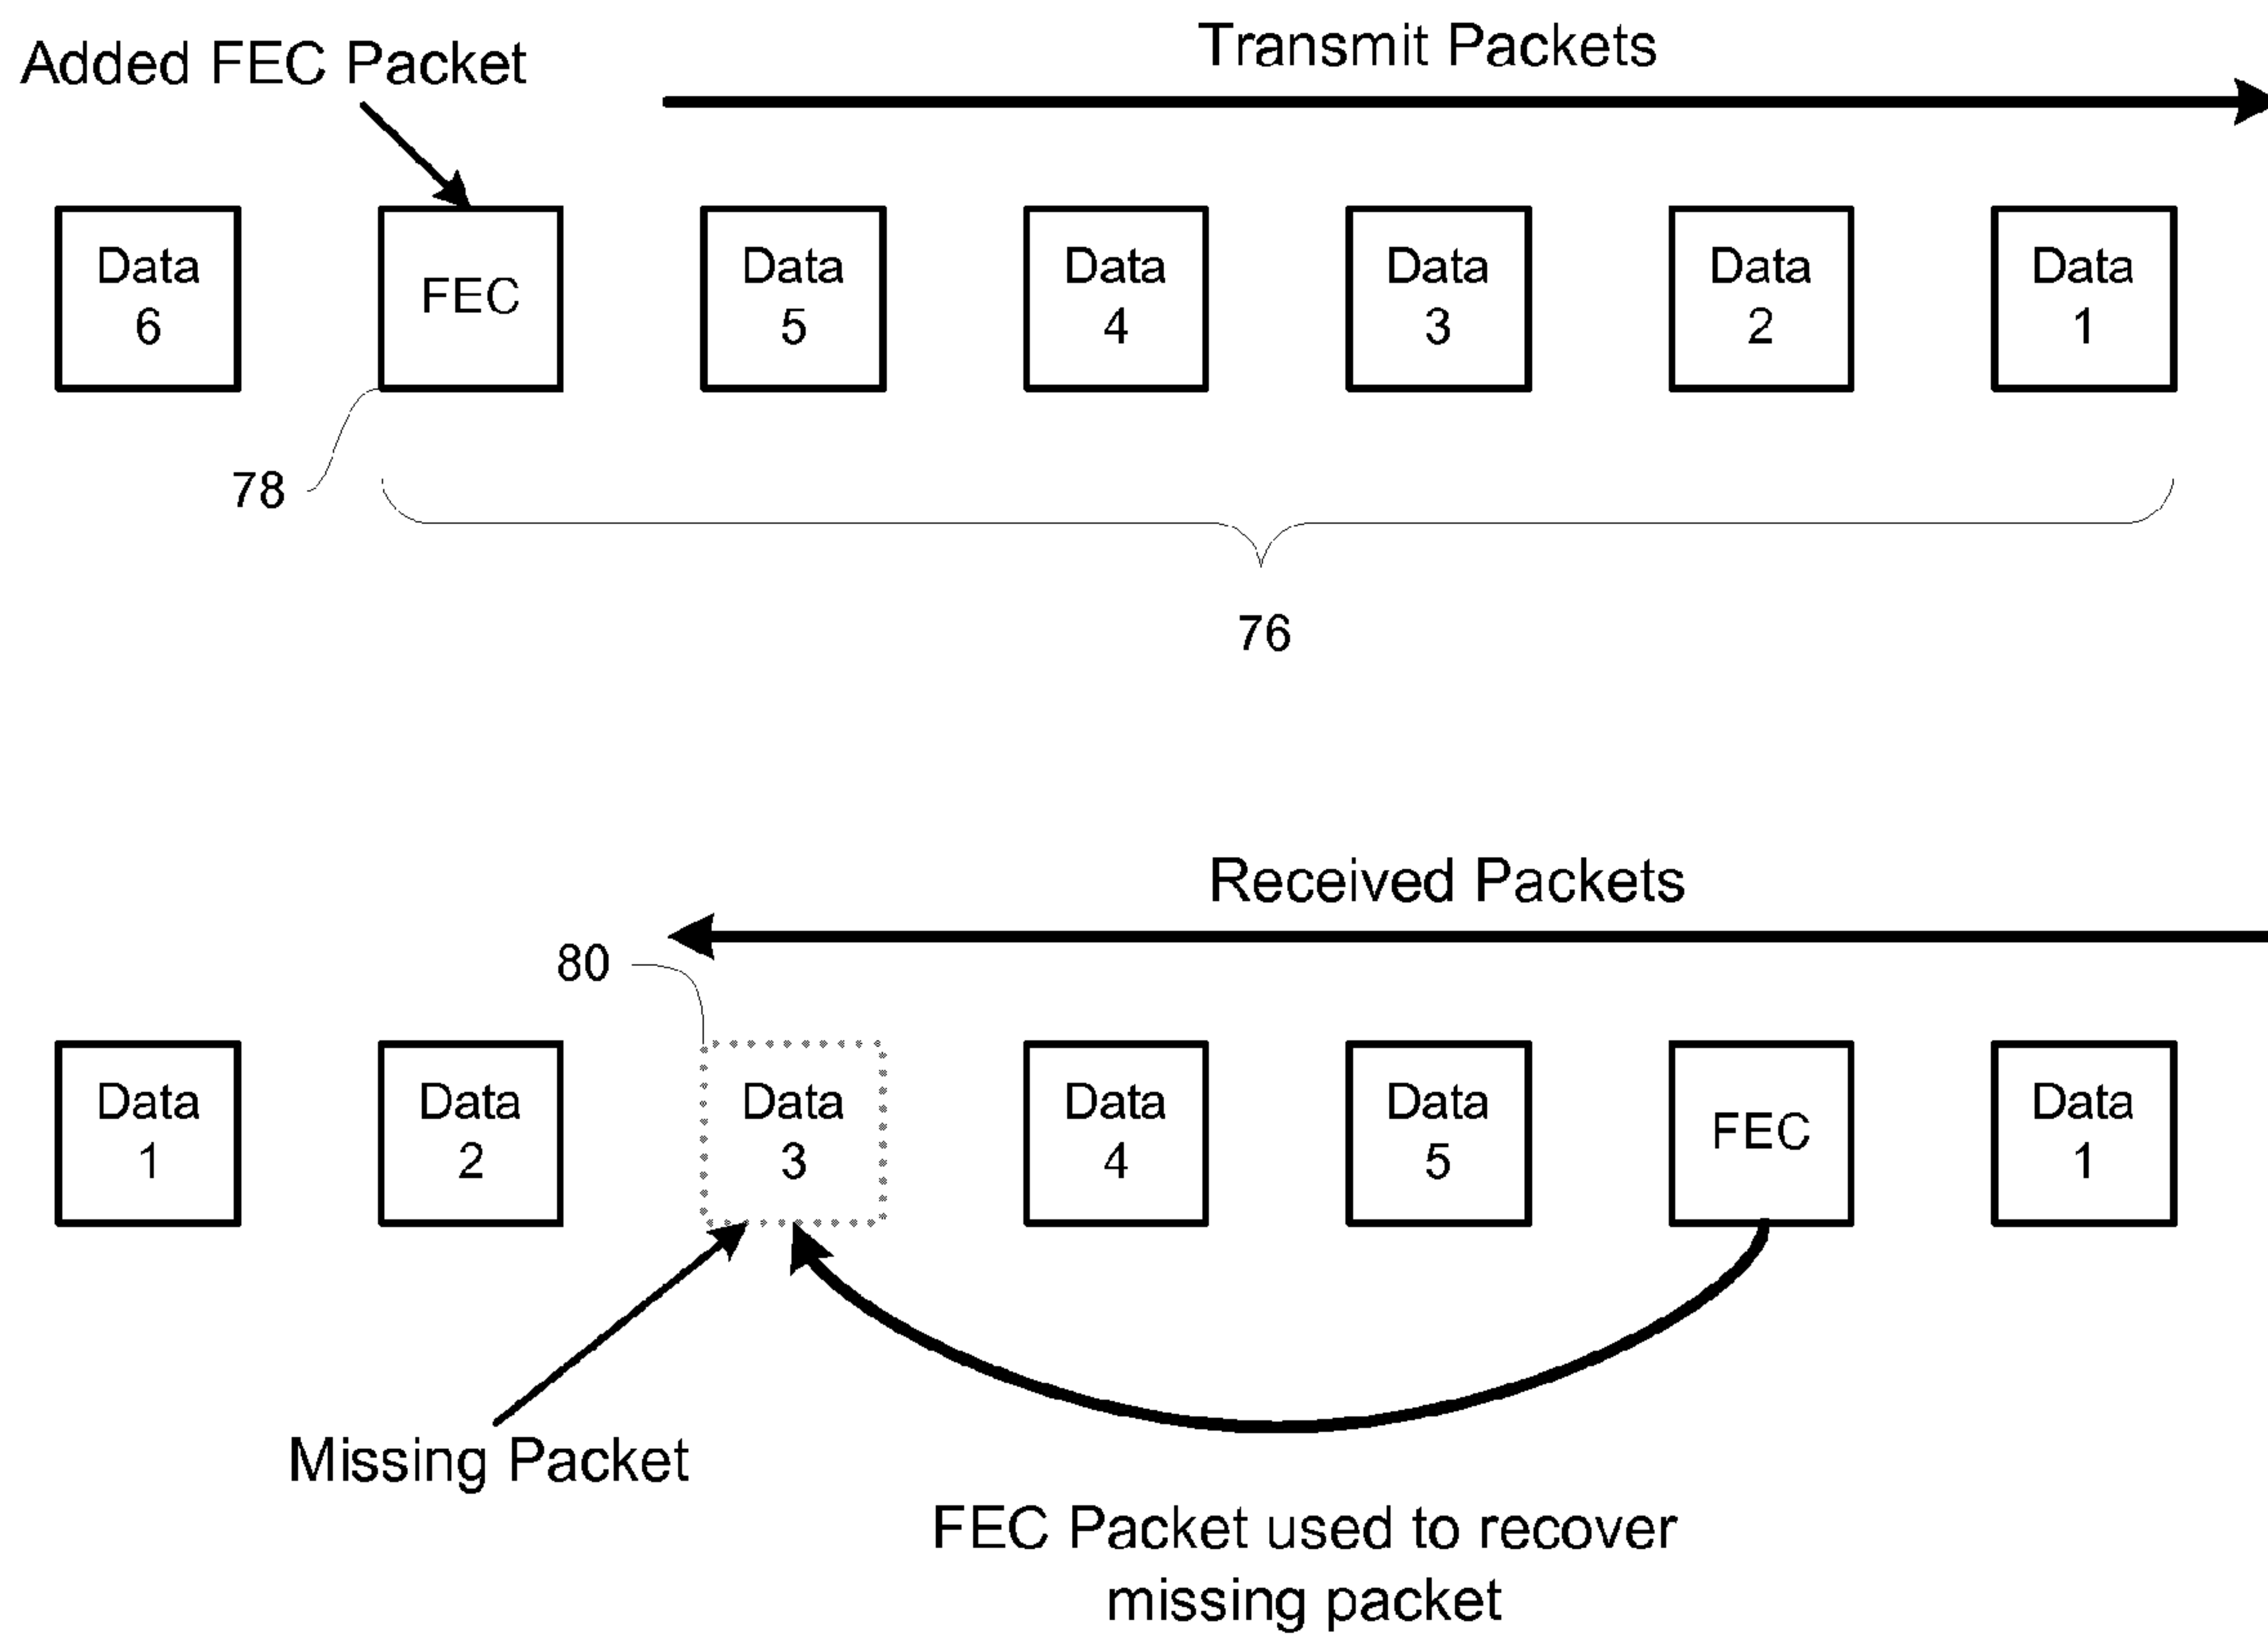 Added FEC Packet
Transmit Packets
Data
6
FEC
Data
5
Data
4
Data
3
Data
2
Data
1
78
76
Received Packets
80
Data
1
Data
2
Data
3
Data
4
Data
5
FEC
Data
1
Missing Packet
FEC Packet used to recover
missing packet